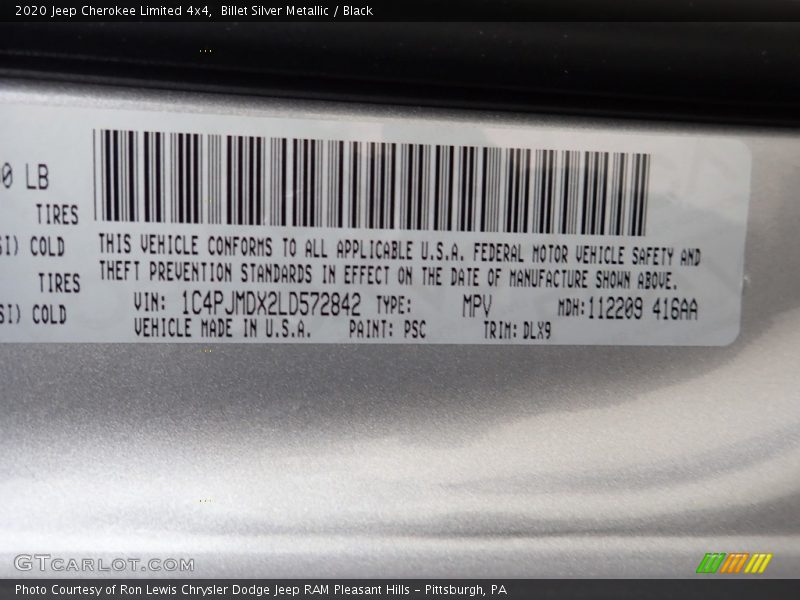 2020 Jeep Cherokee Limited 4x4,  Billet Silver Metallic / Black
0 LB
TIRES
SI) COLD
TIRES
SI) COLD
THIS VEHICLE CONFORMS TO ALL APPLICABLE U.S.A. FEDERAL MOTOR VEHICLE SAFETY AND
THEFT PREVENTION STANDARDS IN EFFECT ON THE DATE OF MANUFACTURE SHOWN ABOVE.
VIN: 1C4PJMDX2LD572842 TYPE: MPV MDH:112209 416AA
VEHICLE MADE IN U.S.A. PAINT: PSC TRIM: DLX9
GTCARLOT.COM
Photo Courtesy of Ron Lewis Chrysler Dodge Jeep RAM Pleasant Hills - Pittsburgh, PA